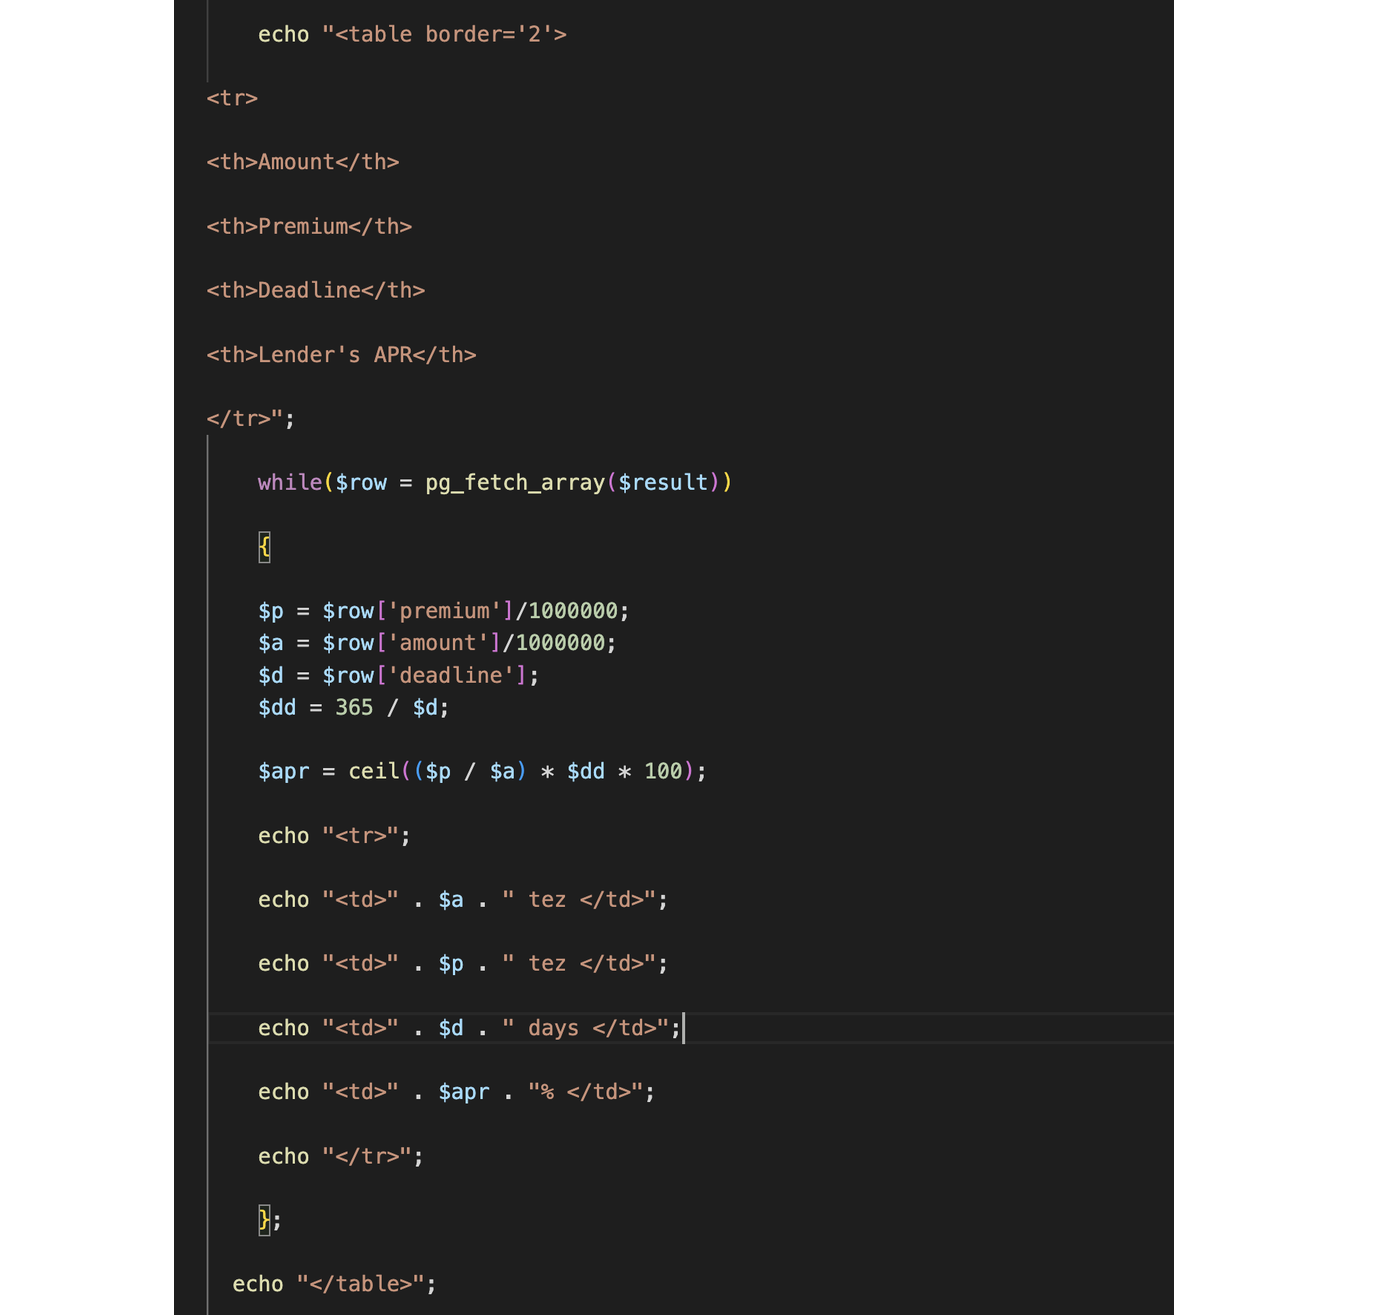 echo "<table border='2'>
<tr>
<th>Amount</th>
<th>Premium</th>
<th>Deadline</th>
<th>Lender's APR</th>
</tr>";
while($row = pg_fetch_array($result))
{
$p = $row['premium']/1000000;
$a = $row['amount']/1000000;
$d = $row['deadline'];
$dd = 365 / $d;
$apr = ceil(($p / $a) * $dd * 100);
echo "<tr>";
echo "<td>" . $a . " tez </td>";
echo "<td>" . $p . " tez </td>";
echo "<td>" . $d . " days </td>";
echo "<td>" . $apr . "% </td>";
echo "</tr>";
};
echo "</table>";